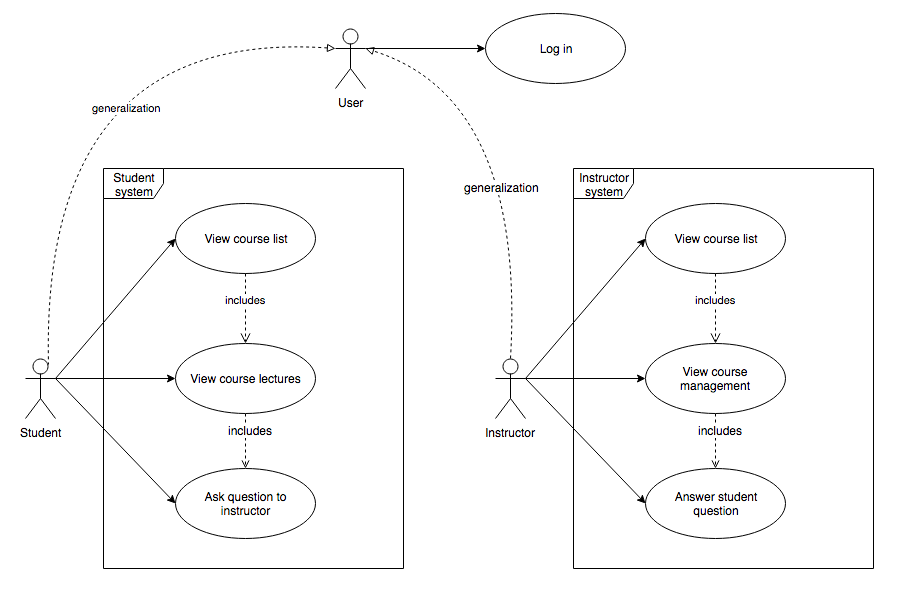 Log in
User
generalization
generalization
Student
system
View course list
includes
View course lectures
includes
Ask question to
instructor
Student
Instructor
system
View course list
includes
View course
management
includes
Answer student
question
Instructor